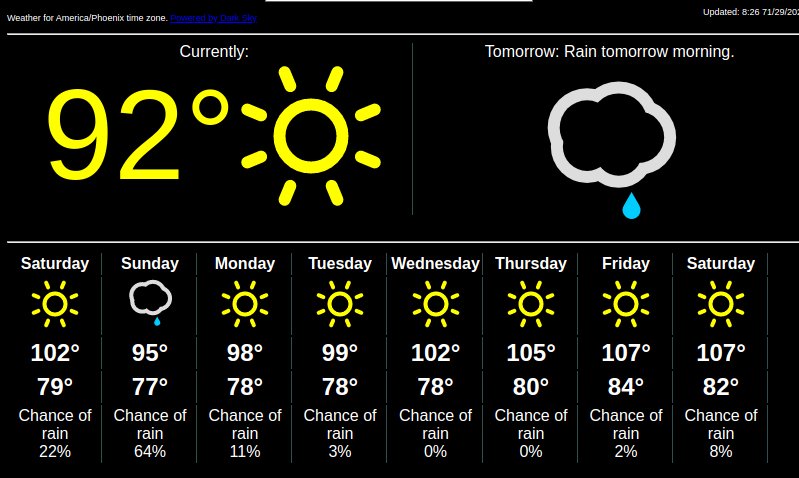 Weather for America/Phoenix time zone. Powered by Dark Sky
Updated: 8:26 71/29/202
Currently:
92°
Tomorrow: Rain tomorrow morning.
Saturday Sunday Monday Tuesday Wednesday Thursday Friday Saturday
102° 95° 98° 99° 102° 105° 107° 107°
79° 77° 78° 78° 78° 80° 84° 82°
Chance of Chance of Chance of Chance of Chance of Chance of Chance of Chance of
rain rain rain rain rain rain rain rain
22% 64% 11% 3% 0% 0% 2% 8%